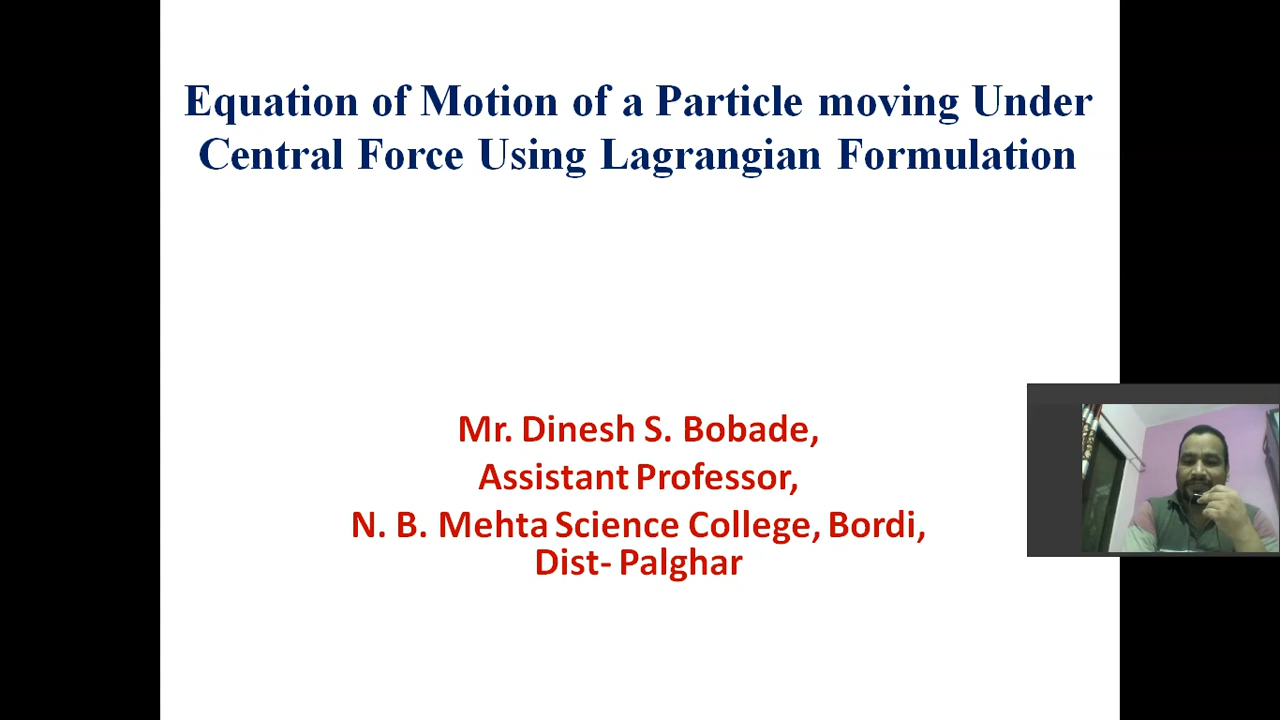 Equation of Motion of a Particle moving Under
Central Force Using Lagrangian Formulation
Mr. Dinesh S. Bobade,
Assistant Professor,
N. B. Mehta Science College, Bordi,
Dist- Palghar